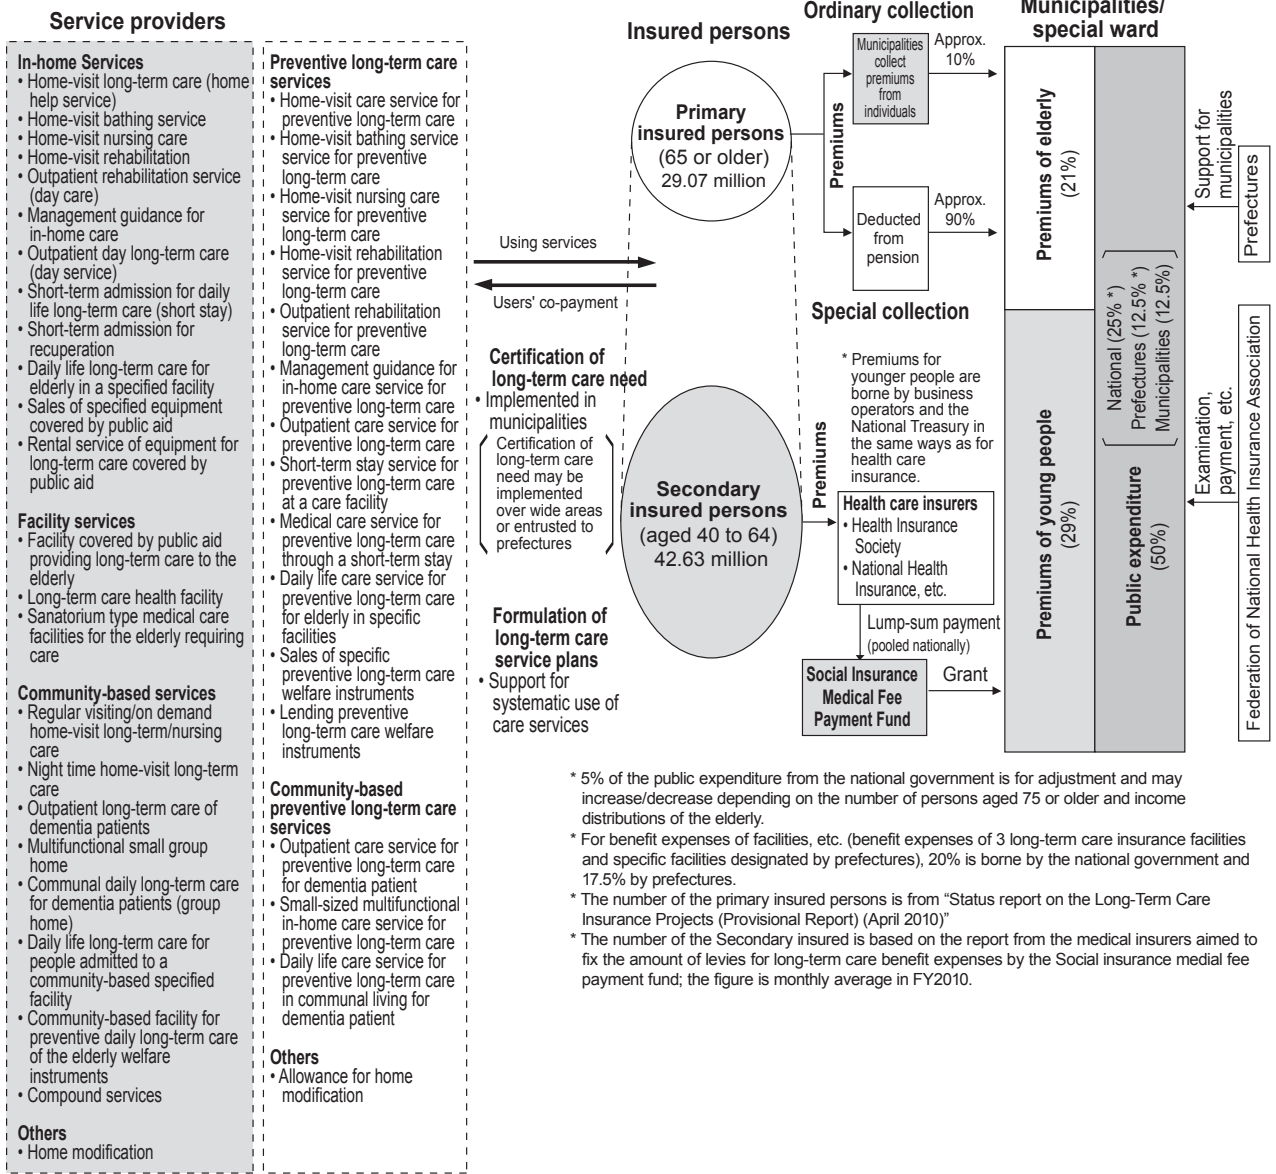 Service providers
In-home Services
• Home-visit long-term care (home
help service)
• Home-visit bathing service
• Home-visit nursing care
• Home-visit rehabilitation
• Outpatient rehabilitation service
(day care)
• Management guidance for
in-home care
• Outpatient day long-term care
(day service)
• Short-term admission for daily
life long-term care (short stay)
• Short-term admission for
recuperation
• Daily life long-term care for
elderly in a specified facility
• Sales of specified equipment
covered by public aid
• Rental service of equipment for
long-term care covered by
public aid
Facility services
• Facility covered by public aid
providing long-term care to the
elderly
• Long-term care health facility
• Sanatorium type medical care
facilities for the elderly requiring
care
Community-based services
• Regular visiting/on demand
home-visit long-term/nursing
care
• Night time home-visit long-term
care
• Outpatient long-term care of
dementia patients
• Multifunctional small group
home
• Communal daily long-term care
for dementia patients (group
home)
• Daily life long-term care for
people admitted to a
community-based specified
facility
• Community-based facility for
preventive daily long-term care
of the elderly welfare
instruments
• Compound services
Others
• Home modification
Preventive long-term care
services
• Home-visit care service for
preventive long-term care
• Home-visit bathing service
service for preventive
long-term care
• Home-visit nursing care
service for preventive
long-term care
• Home-visit rehabilitation
service for preventive
long-term care
• Outpatient rehabilitation
service for preventive
long-term care
• Management guidance for
in-home care service for
preventive long-term care
• Outpatient care service for
preventive long-term care
• Short-term stay service for
preventive long-term care
at a care facility
• Medical care service for
preventive long-term care
through a short-term stay
• Daily life care service for
preventive long-term care
for elderly in specific
facilities
• Sales of specific
preventive long-term care
welfare instruments
• Lending preventive
long-term care welfare
instruments
Community-based
preventive long-term care
services
• Outpatient care service for
preventive long-term care
for dementia patient
• Small-sized multifunctional
in-home care service for
preventive long-term care
• Daily life care service for
preventive long-term care
in communal living for
dementia patient
Others
• Allowance for home
modification
Using services
Users' co-payment
Certification of
long-term care need
• Implemented in
municipalities
Certification of
long-term care
need may be
implemented
over wide areas
or entrusted to
prefectures
Formulation of
long-term care
service plans
• Support for
systematic use of
care services
Insured persons
Primary
insured persons
(65 or older)
29.07 million
Secondary
insured persons
(aged 40 to 64)
42.63 million
Premiums
Ordinary collection
Municipalities
collect
premiums
from
individuals
Approx.
10%
Deducted
from
pension
Approx.
90%
Special collection
* Premiums for
younger people are
borne by business
operators and the
National Treasury in
the same ways as for
health care
insurance.
Premiums
Health care insurers
• Health Insurance
Society
• National Health
Insurance, etc.
Lump-sum payment
(pooled nationally)
Social Insurance
Medical Fee
Payment Fund
Grant
Municipalities/
special ward
Premiums of elderly
(21%)
Premiums of young people
(29%)
Public expenditure
(50%)
National (25% *)
Prefectures (12.5% *)
Municipalities (12.5%)
Support for
municipalities
Prefectures
Examination,
payment, etc.
Federation of National Health Insurance Association
* 5% of the public expenditure from the national government is for adjustment and may
increase/decrease depending on the number of persons aged 75 or older and income
distributions of the elderly.
* For benefit expenses of facilities, etc. (benefit expenses of 3 long-term care insurance facilities
and specific facilities designated by prefectures), 20% is borne by the national government and
17.5% by prefectures.
* The number of the primary insured persons is from “Status report on the Long-Term Care
Insurance Projects (Provisional Report) (April 2010)”
* The number of the Secondary insured is based on the report from the medical insurers aimed to
fix the amount of levies for long-term care benefit expenses by the Social insurance medial fee
payment fund; the figure is monthly average in FY2010.